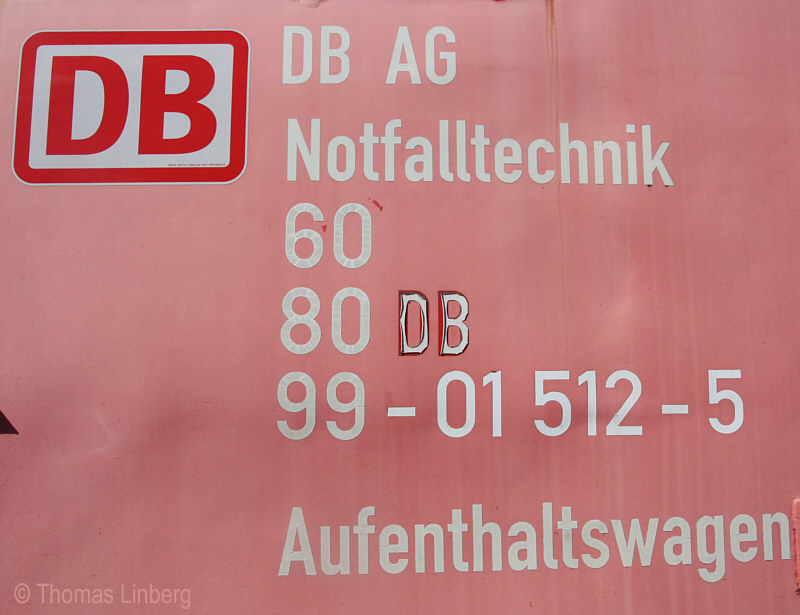 DB
DB AG
Notfalltechnik
60
80 DB
99 - 01 512 - 5
Aufenthaltswagen
© Thomas Linberg